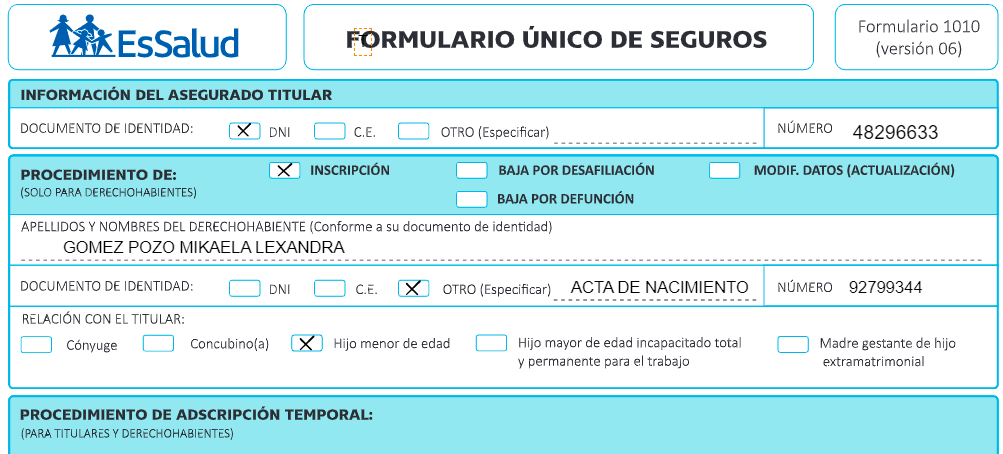 EsSalud
FORMULARIO ÚNICO DE SEGUROS
Formulario 1010
(versión 06)
INFORMACIÓN DEL ASEGURADO TITULAR
DOCUMENTO DE IDENTIDAD: X DNI C.E. OTRO (Especificar) NÚMERO 48296633
PROCEDIMIENTO DE: X INSCRIPCIÓN BAJA POR DESAFILIACIÓN MODIF. DATOS (ACTUALIZACIÓN)
(SOLO PARA DERECHOHABIENTES) BAJA POR DEFUNCIÓN
APELLIDOS Y NOMBRES DEL DERECHOHABIENTE (Conforme a su documento de identidad)
GOMEZ POZO MIKAELA LEXANDRA
DOCUMENTO DE IDENTIDAD: DNI C.E. X OTRO (Especificar) ACTA DE NACIMIENTO NÚMERO 92799344
RELACIÓN CON EL TITULAR:
Cónyuge Concubino(a) X Hijo menor de edad Hijo mayor de edad incapacitado total y permanente para el trabajo Madre gestante de hijo extramatrimonial
PROCEDIMIENTO DE ADSCRIPCIÓN TEMPORAL:
(PARA TITULARES Y DERECHOHABIENTES)